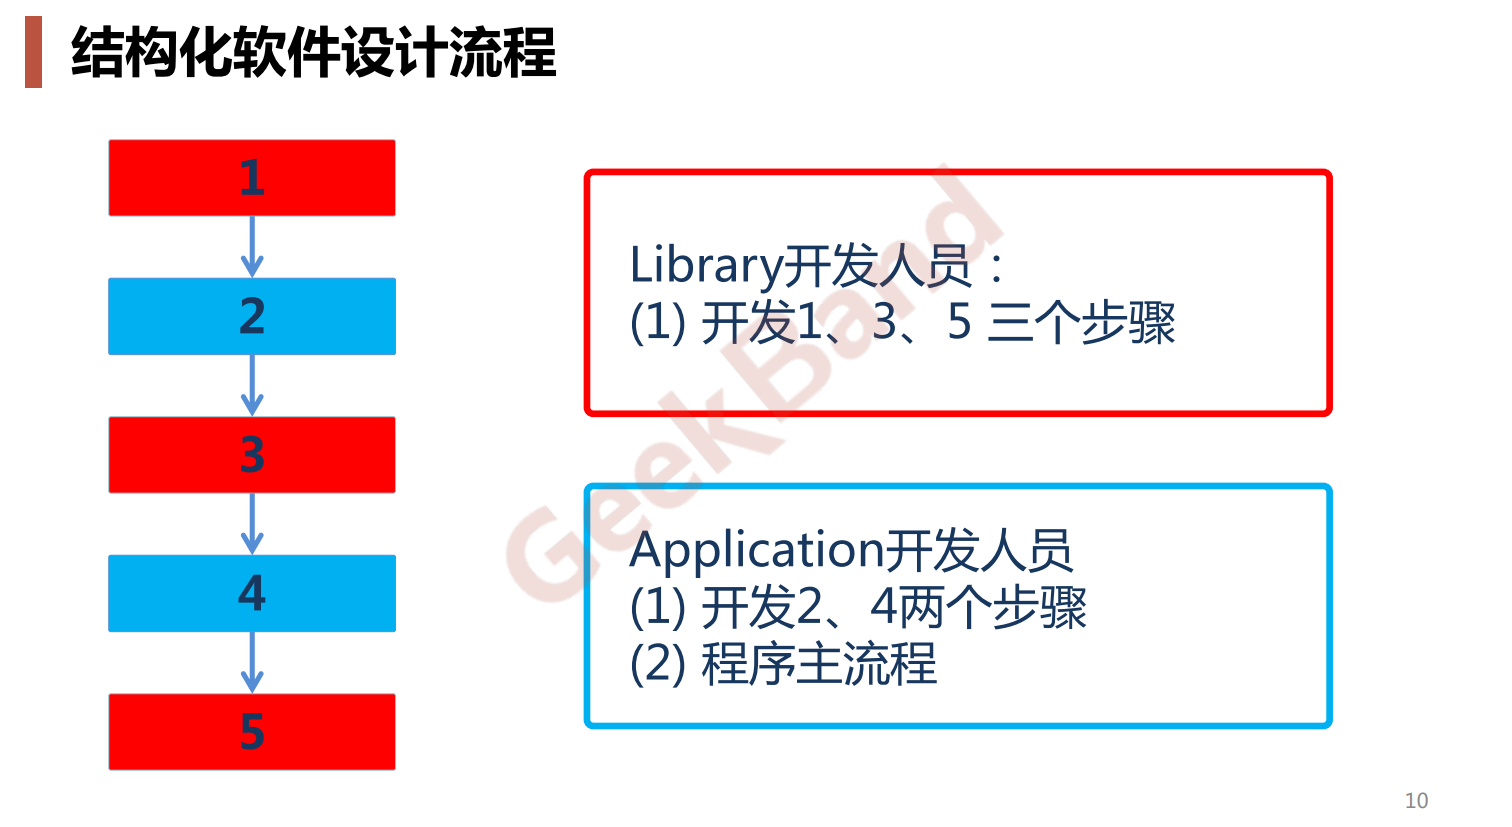 结构化软件设计流程
1
2
3
4
5
Library开发人员：
(1) 开发1、3、5 三个步骤
Application开发人员
(1) 开发2、4两个步骤
(2) 程序主流程
GeekBand
10